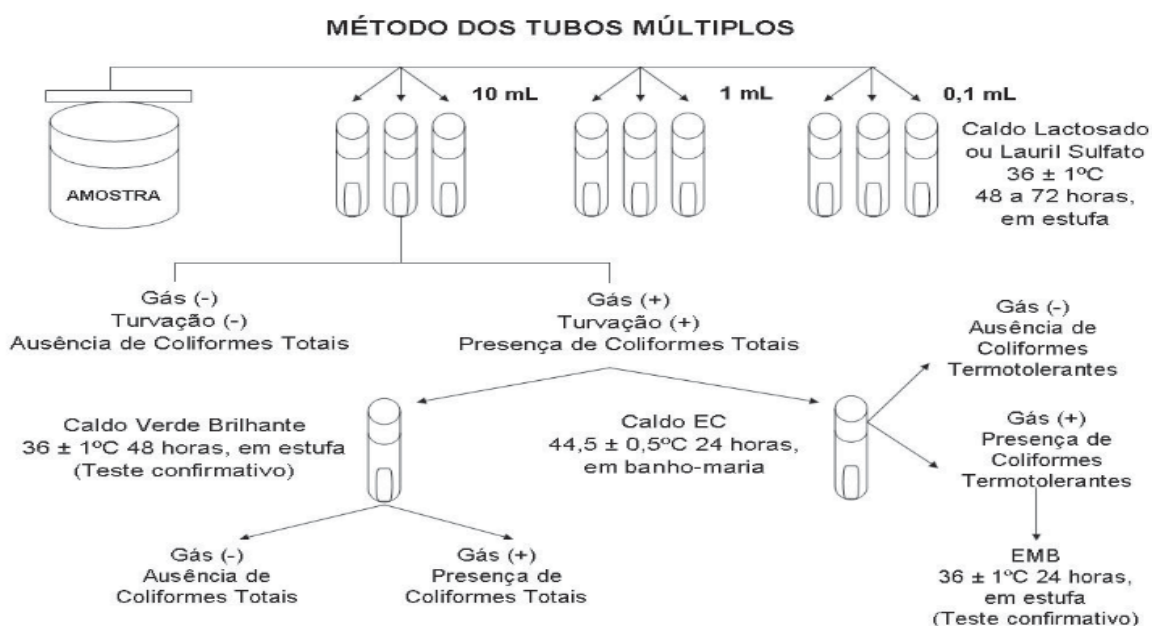 MÉTODO DOS TUBOS MÚLTIPLOS
AMOSTRA
10 mL
1 mL
0,1 mL
Caldo Lactosado
ou Lauril Sulfato
36 ± 1ºC
48 a 72 horas,
em estufa
Gás (-)
Turvação (-)
Ausência de Coliformes Totais
Gás (+)
Turvação (+)
Presença de Coliformes Totais
Gás (-)
Ausência de
Coliformes
Termotolerantes
Caldo Verde Brilhante
36 ± 1ºC 48 horas, em estufa
(Teste confirmativo)
Caldo EC
44,5 ± 0,5ºC 24 horas,
em banho-maria
Gás (+)
Presença de
Coliformes
Termotolerantes
Gás (-)
Ausência de
Coliformes Totais
Gás (+)
Presença de
Coliformes Totais
EMB
36 ± 1ºC 24 horas,
em estufa
(Teste confirmativo)